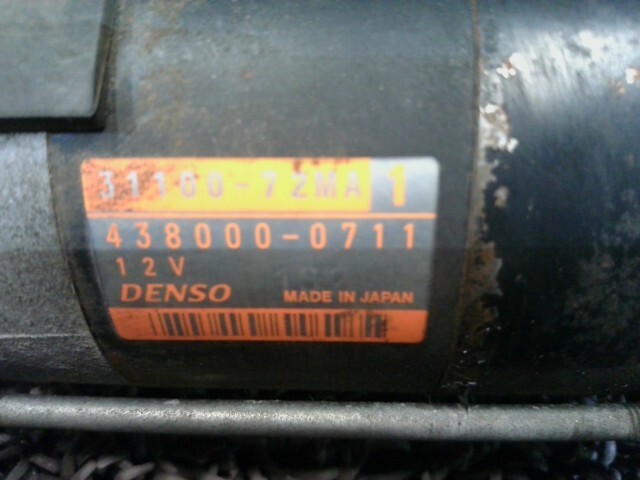 31100-72MA 1
438000-0711
12V
DENSO MADE IN JAPAN